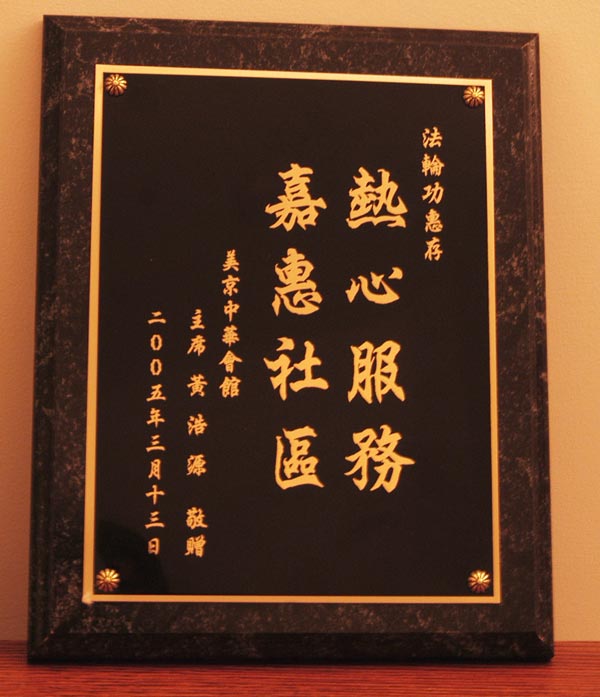 法輪功惠存
熱心服務
嘉惠社區
美京中華會館
主席 黃浩源 敬贈
二００五年三月十三日